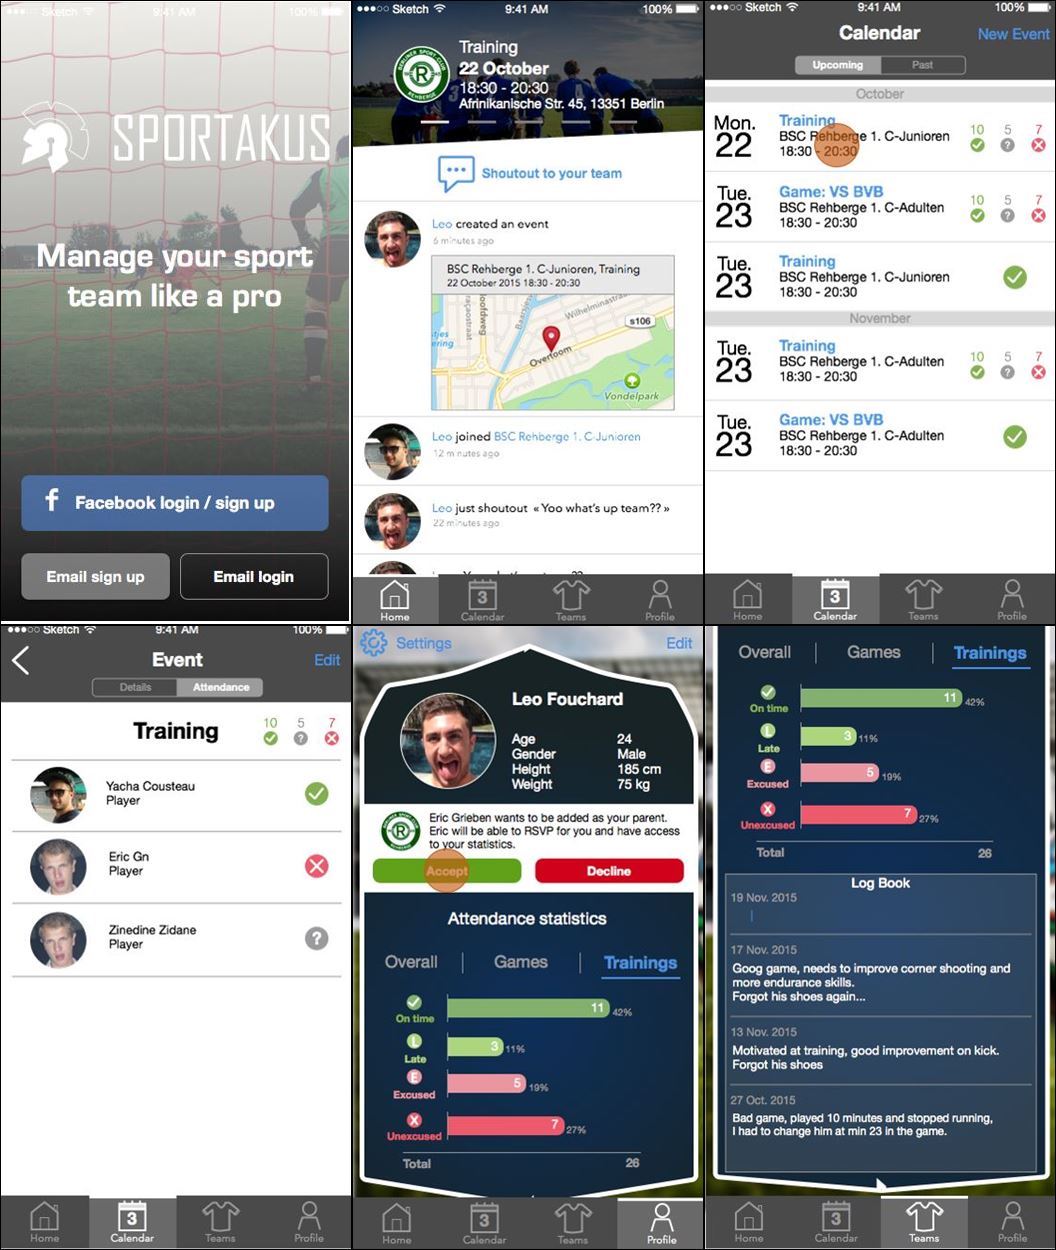 Sketch
SPORTAKUS
Manage your sport
team like a pro
Facebook login / sign up
Email sign up
Email login
Sketch
9:41 AM
100%
Training
22 October
18:30 - 20:30
Afrinikanische Str. 45, 13351 Berlin
BERLINER SPORT CLUB
R
REHBERGE
Shoutout to your team
Leo created an event
6 minutes ago
BSC Rehberge 1. C-Junioren, Training
22 October 2015 18:30 - 20:30
Wilhelminastraat
s106
Overtoom
Vondelpark
Leo joined BSC Rehberge 1. C-Junioren
12 m nutes ago
Leo just shoutout « Yoo what's up team?? »
22 minutes ago
Home
Calendar
3
Teams
Profile
Sketch
9:41 AM
100%
Calendar
New Event
Upcoming
Past
October
Mon.
22
Training
BSC Rehberge 1. C-Junioren
18:30 - 20:30
10 5 7
?
Tue.
23
Game: VS BVB
BSC Rehberge 1. C-Adulten
18:30 - 20:30
10 5 7
?
Tue.
23
Training
BSC Rehberge 1. C-Junioren
18:30 - 20:30
November
Tue.
23
Training
BSC Rehberge 1. C-Adulten
18:30 - 20:30
10 5 7
?
Tue.
23
Game: VS BVB
BSC Rehberge 1. C-Adulten
18:30 - 20:30
Home
3
Calendar
Teams
Profile
Sketch
9:41 AM
100%
Event
Edit
Details
Attendance
Training
10 5 7
?
Yacha Cousteau
Player
Eric Gn
Player
Zinedine Zidane
Player
?
Home
3
Calendar
Teams
Profile
Settings
Edit
Leo Fouchard
Age 24
Gender Male
Height 185 cm
Weight 75 kg
R
Eric Grieben wants to be added as your parent.
Eric will be able to RSVP for you and have access
to your statistics.
Accept
Decline
Attendance statistics
Overall
Games
Trainings
On time
11
42%
L
Late
3
11%
E
Excused
5
19%
X
Unexcused
7
27%
Total
26
Home
3
Calendar
Teams
Profile
Overall
Games
Trainings
On time
11
42%
L
Late
3
11%
E
Excused
5
19%
X
Unexcused
7
27%
Total
26
Log Book
19 Nov. 2015
17 Nov. 2015
Goog game, needs to improve corner shooting and
more endurance skills.
Forgot his shoes again...
13 Nov. 2015
Motivated at training, good improvement on kick.
Forgot his shoes
27 Oct. 2015
Bad game, played 10 minutes and stopped running,
I had to change him at min 23 in the game.
Home
3
Calendar
Teams
Profile